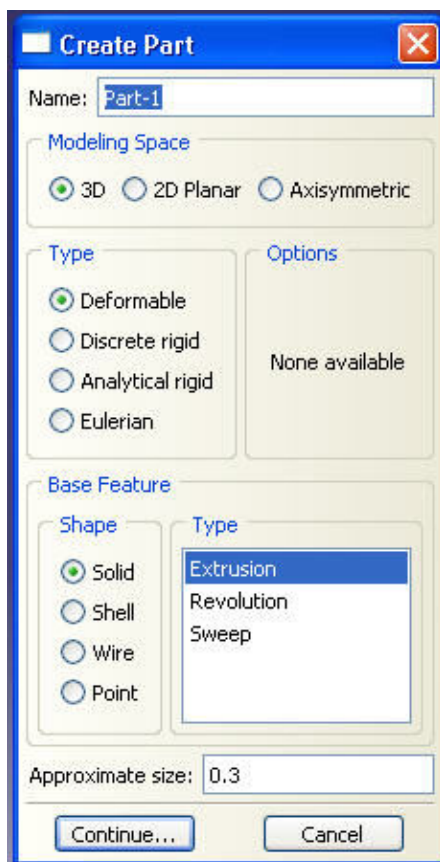 Create Part
Name: Part-1
Modeling Space
3D 2D Planar Axisymmetric
Type Options
Deformable
Discrete rigid
None available
Analytical rigid
Eulerian
Base Feature
Shape Type
Solid Extrusion
Shell Revolution
Wire Sweep
Point
Approximate size: 0.3
Continue... Cancel